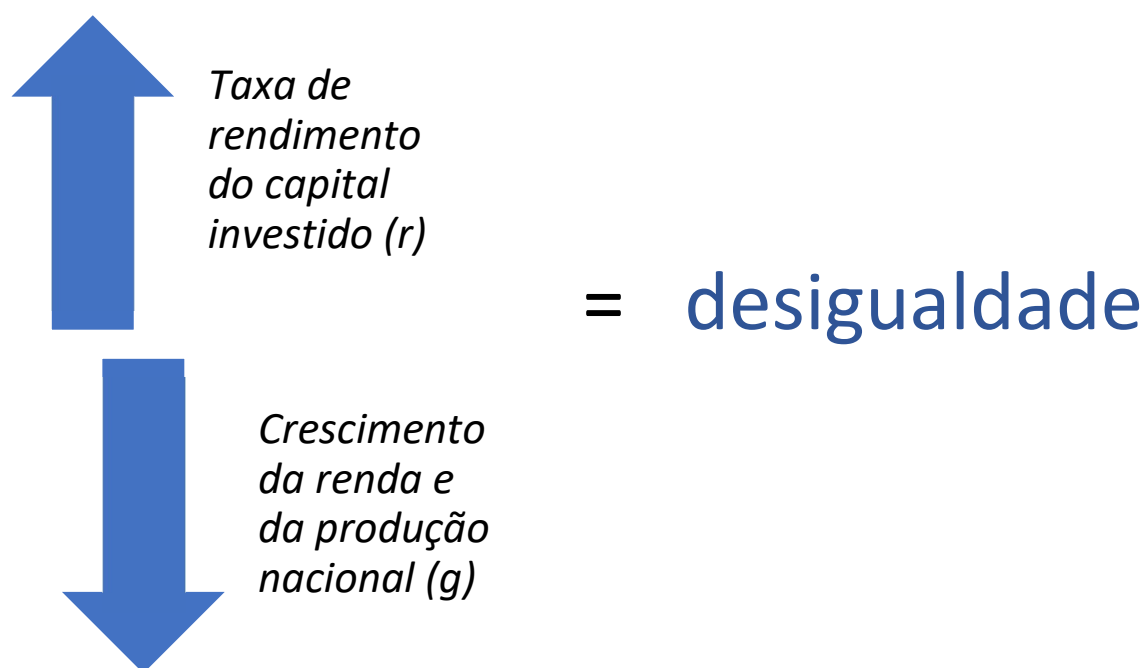 Taxa de
rendimento
do capital
investido (r)
= desigualdade
Crescimento
da renda e
da produção
nacional (g)